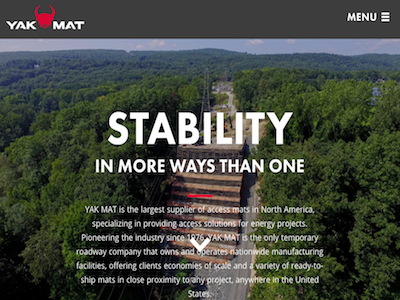 YAK MAT
MENU
STABILITY
IN MORE WAYS THAN ONE
YAK MAT is the largest supplier of access mats in North America,
specializing in providing access solutions for energy projects.
Pioneering the industry since 1976 YAK MAT is the only temporary
roadway company that owns and operates nationwide manufacturing
facilities, offering clients economies of scale and a variety of ready-to-
ship mats in close proximity to any project, anywhere in the United
States.